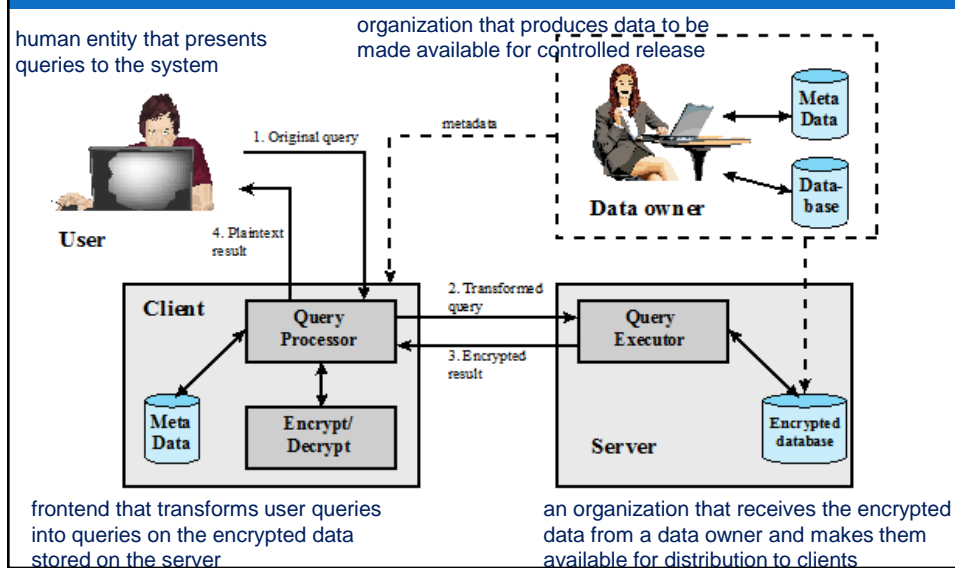 human entity that presents
queries to the system
organization that produces data to be
made available for controlled release
Meta
Data
Data-
base
Data owner
metadata
1. Original query
User
4. Plaintext
result
Client
Query
Processor
2. Transformed
query
3. Encrypted
result
Query
Executor
Meta
Data
Encrypt/
Decrypt
Server
Encrypted
database
frontend that transforms user queries
into queries on the encrypted data
stored on the server
an organization that receives the encrypted
data from a data owner and makes them
available for distribution to clients